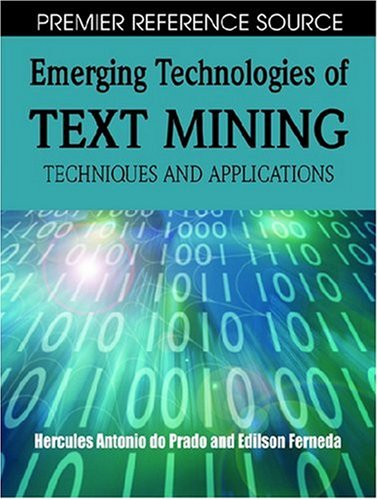 PREMIER REFERENCE SOURCE
Emerging Technologies of
TEXT MINING
TECHNIQUES AND APPLICATIONS
Hercules Antonio do Prado and Edilson Ferneda